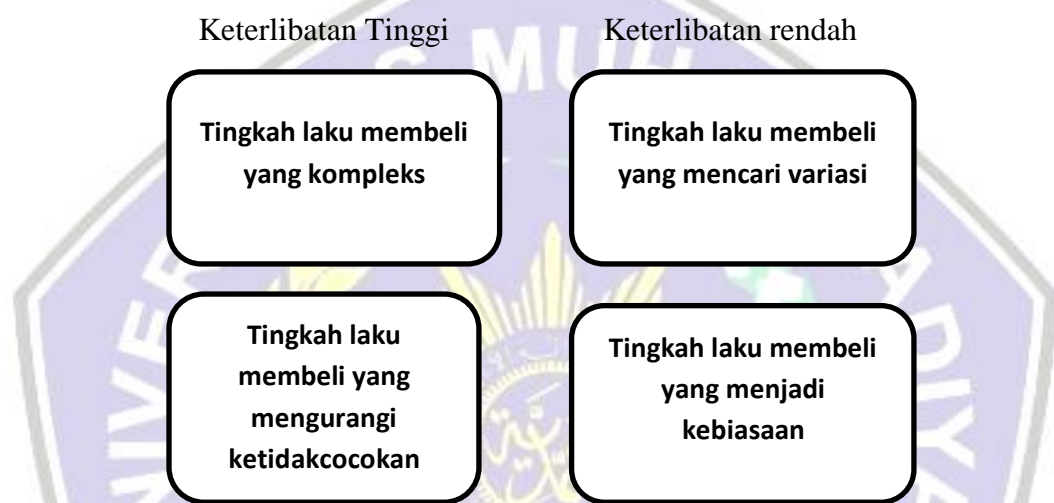 Keterlibatan Tinggi
Keterlibatan rendah
Tingkah laku membeli
yang kompleks
Tingkah laku membeli
yang mencari variasi
Tingkah laku
membeli yang
mengurangi
ketidakcocokan
Tingkah laku membeli
yang menjadi
kebiasaan